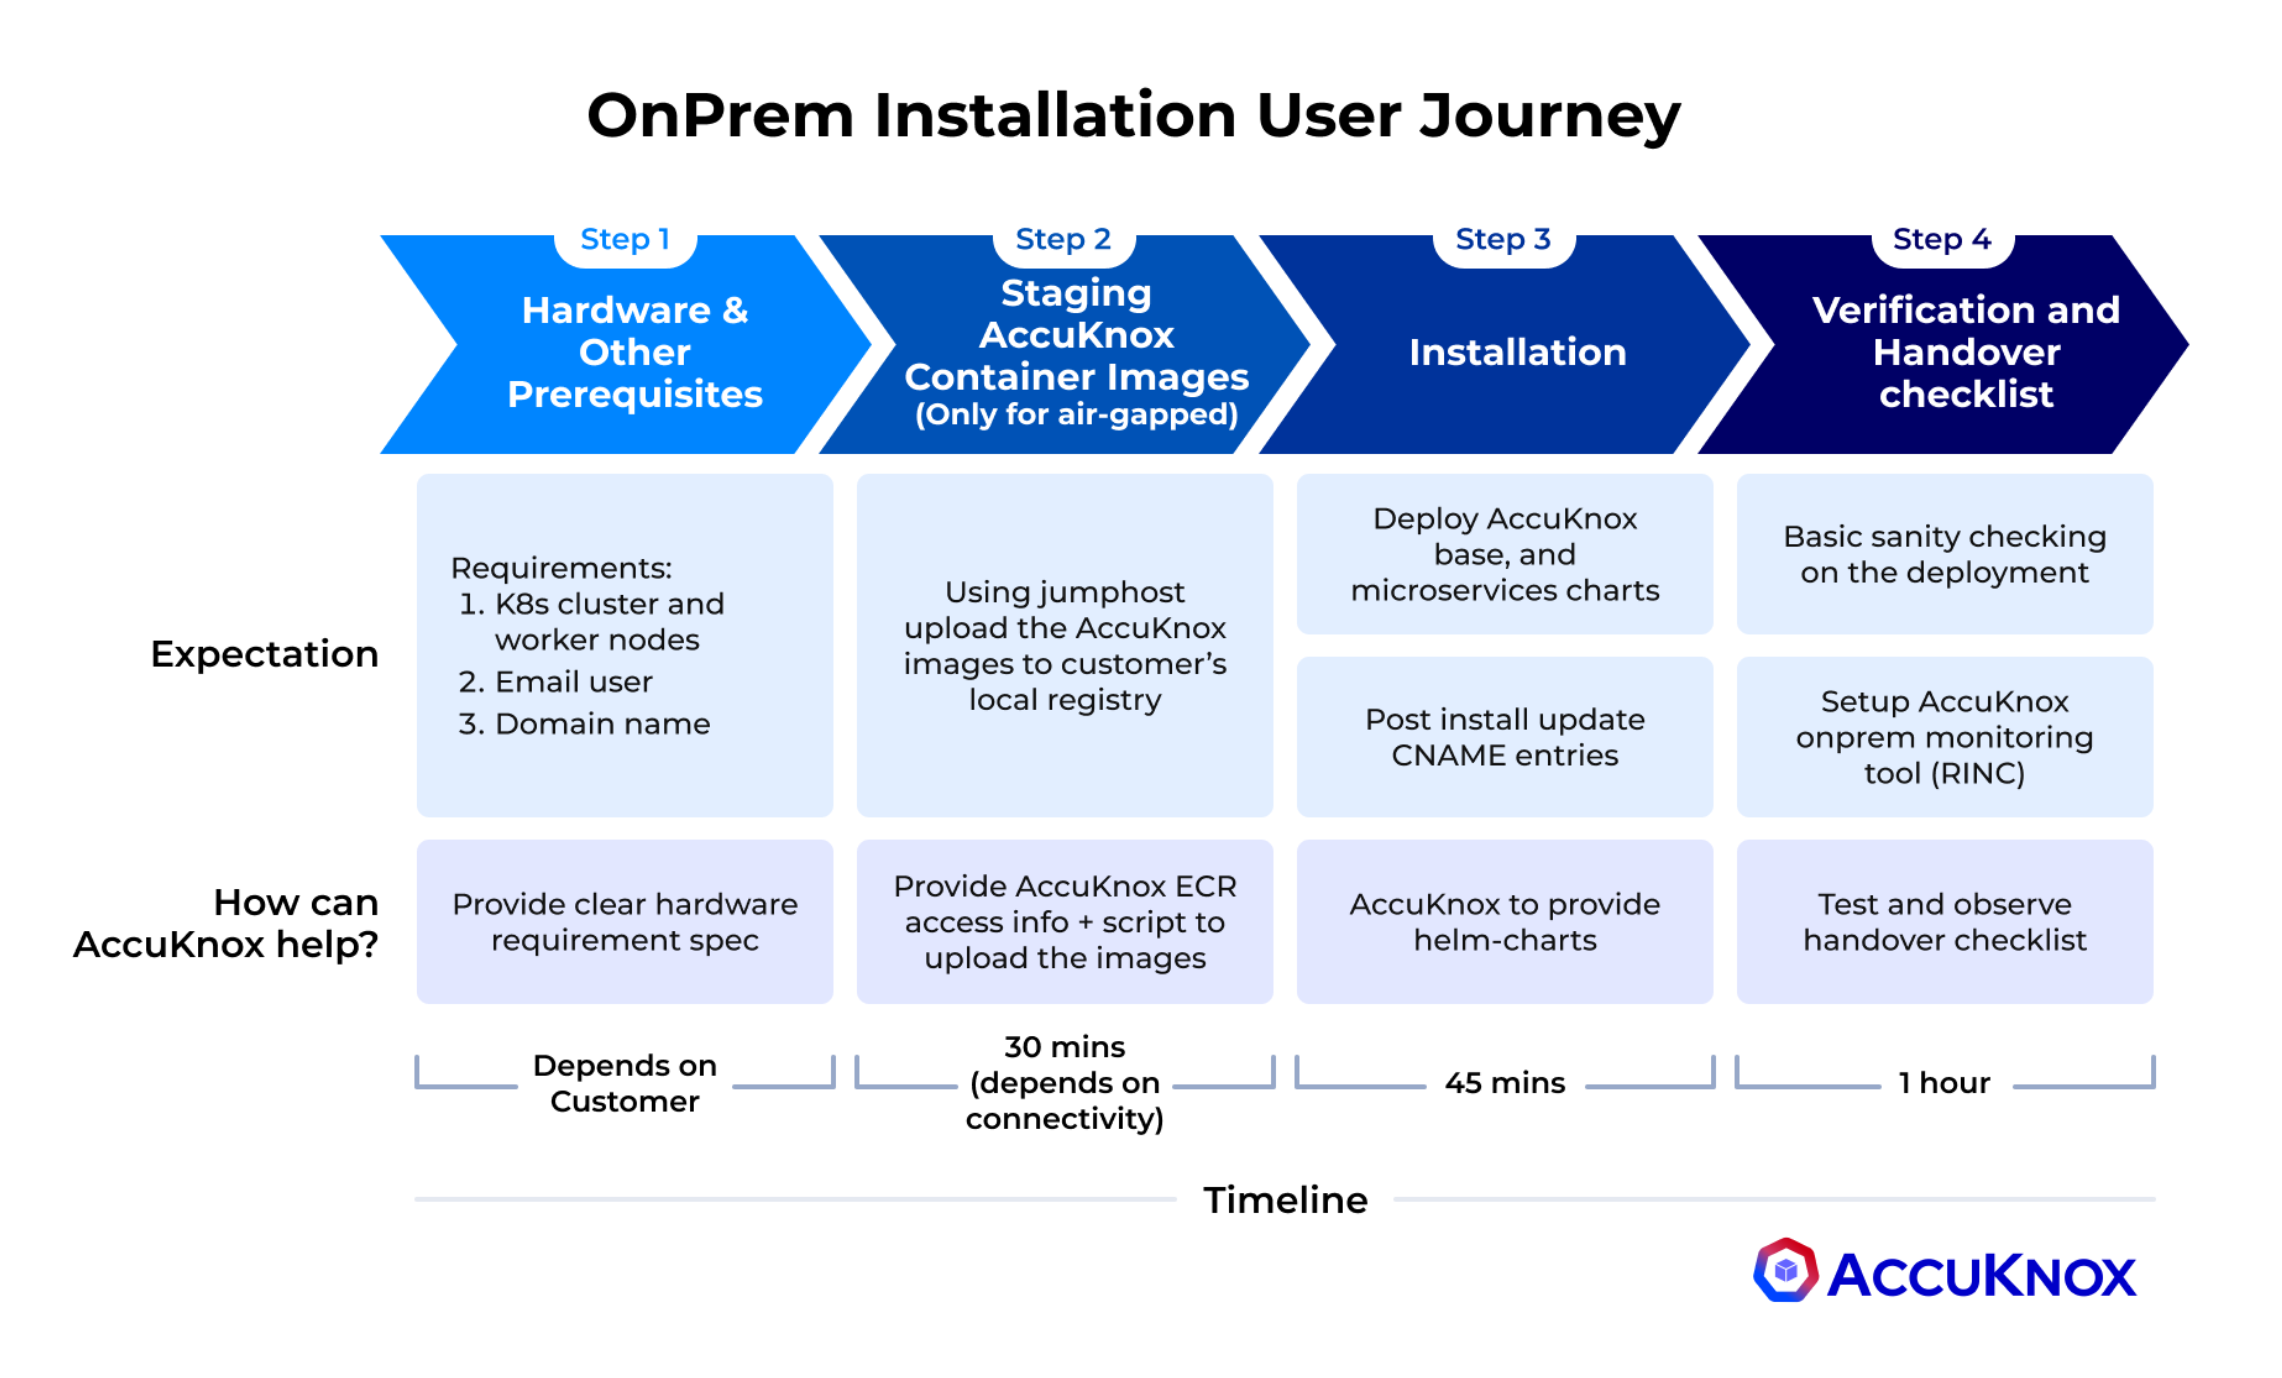 OnPrem Installation User Journey
Step 1
Hardware &
Other
Prerequisites
Step 2
Staging
AccuKnox
Container Images
(Only for air-gapped)
Step 3
Installation
Step 4
Verification and
Handover
checklist
Expectation
Requirements:
1. K8s cluster and
worker nodes
2. Email user
3. Domain name
Using jumphost
upload the AccuKnox
images to customer’s
local registry
Deploy AccuKnox
base, and
microservices charts
Post install update
CNAME entries
Basic sanity checking
on the deployment
Setup AccuKnox
onprem monitoring
tool (RINC)
How can
AccuKnox help?
Provide clear hardware
requirement spec
Provide AccuKnox ECR
access info + script to
upload the images
AccuKnox to provide
helm-charts
Test and observe
handover checklist
Depends on
Customer
30 mins
(depends on
connectivity)
45 mins
1 hour
Timeline
ACCUKNOX